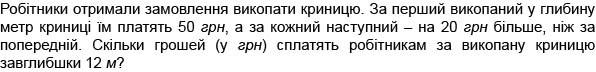 Робітники отримали замовлення викопати криницю. За перший викопаний у глибину
метр криниці їм платять 50 грн, а за кожний наступний – на 20 грн більше, ніж за
попередній. Скільки грошей (у грн) сплатять робітникам за викопану криницю
завглибшки 12 м?